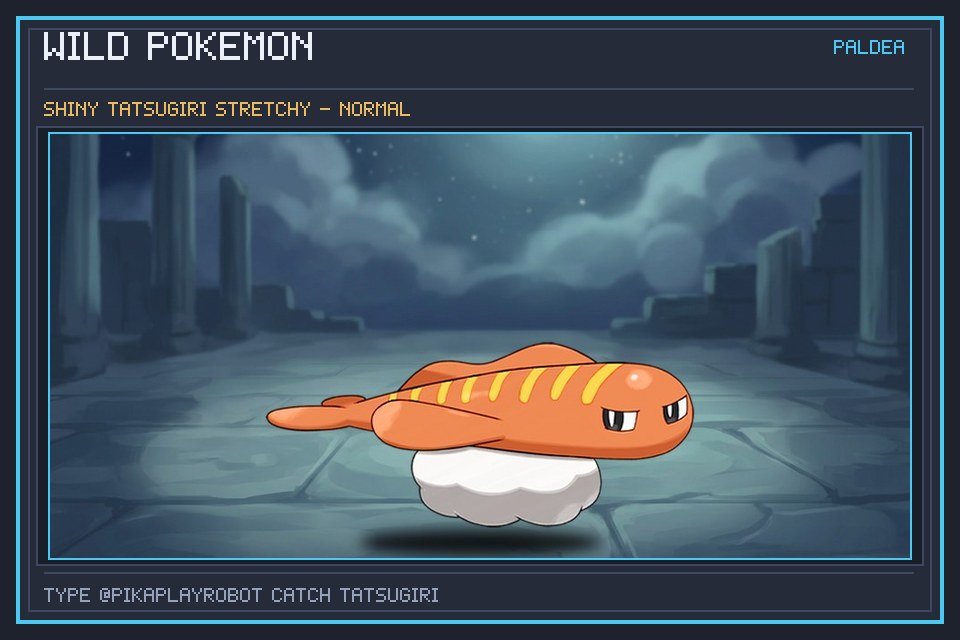 WILD POKEMON
PALDEA
SHINY TATSUGIRI STRETCHY - NORMAL
TYPE @PIKAPLAYROBOT CATCH TATSUGIRI